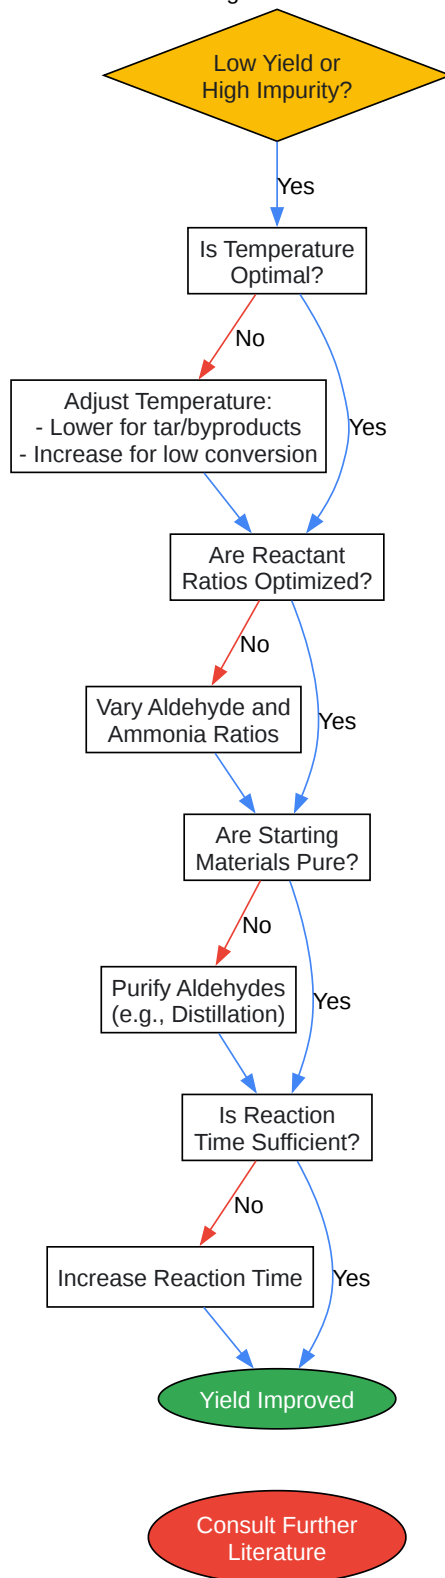 Low Yield or
High Impurity?
Yes
Is Temperature
Optimal?
No
Adjust Temperature:
- Lower for tar/byproducts
- Increase for low conversion
Yes
Are Reactant
Ratios Optimized?
No
Vary Aldehyde and
Ammonia Ratios
Yes
Are Starting
Materials Pure?
No
Purify Aldehydes
(e.g., Distillation)
Yes
Is Reaction
Time Sufficient?
No
Increase Reaction Time
Yes
Yield Improved
Consult Further
Literature